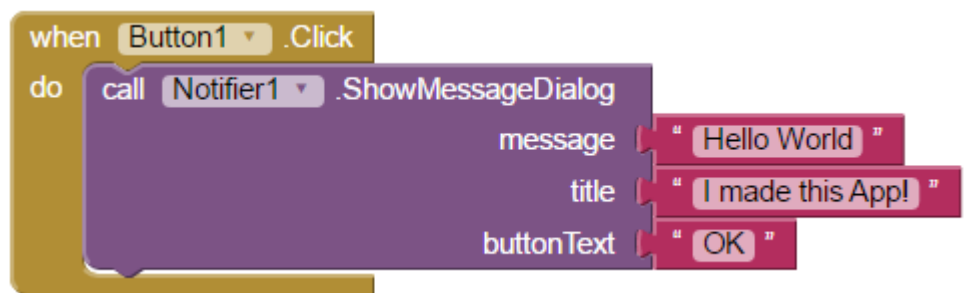 when Button1 .Click
do call Notifier1 .ShowMessageDialog
message " Hello World "
title " I made this App! "
buttonText " OK "